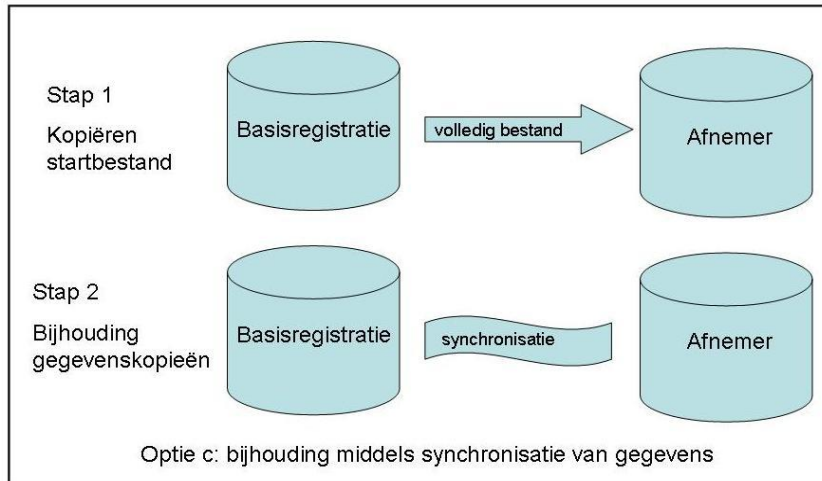 Stap 1
Kopiëren
startbestand
Basisregistratie
volledig bestand
Afnemer
Stap 2
Bijhouding
gegevenskopieën
Basisregistratie
synchronisatie
Afnemer
Optie c: bijhouding middels synchronisatie van gegevens